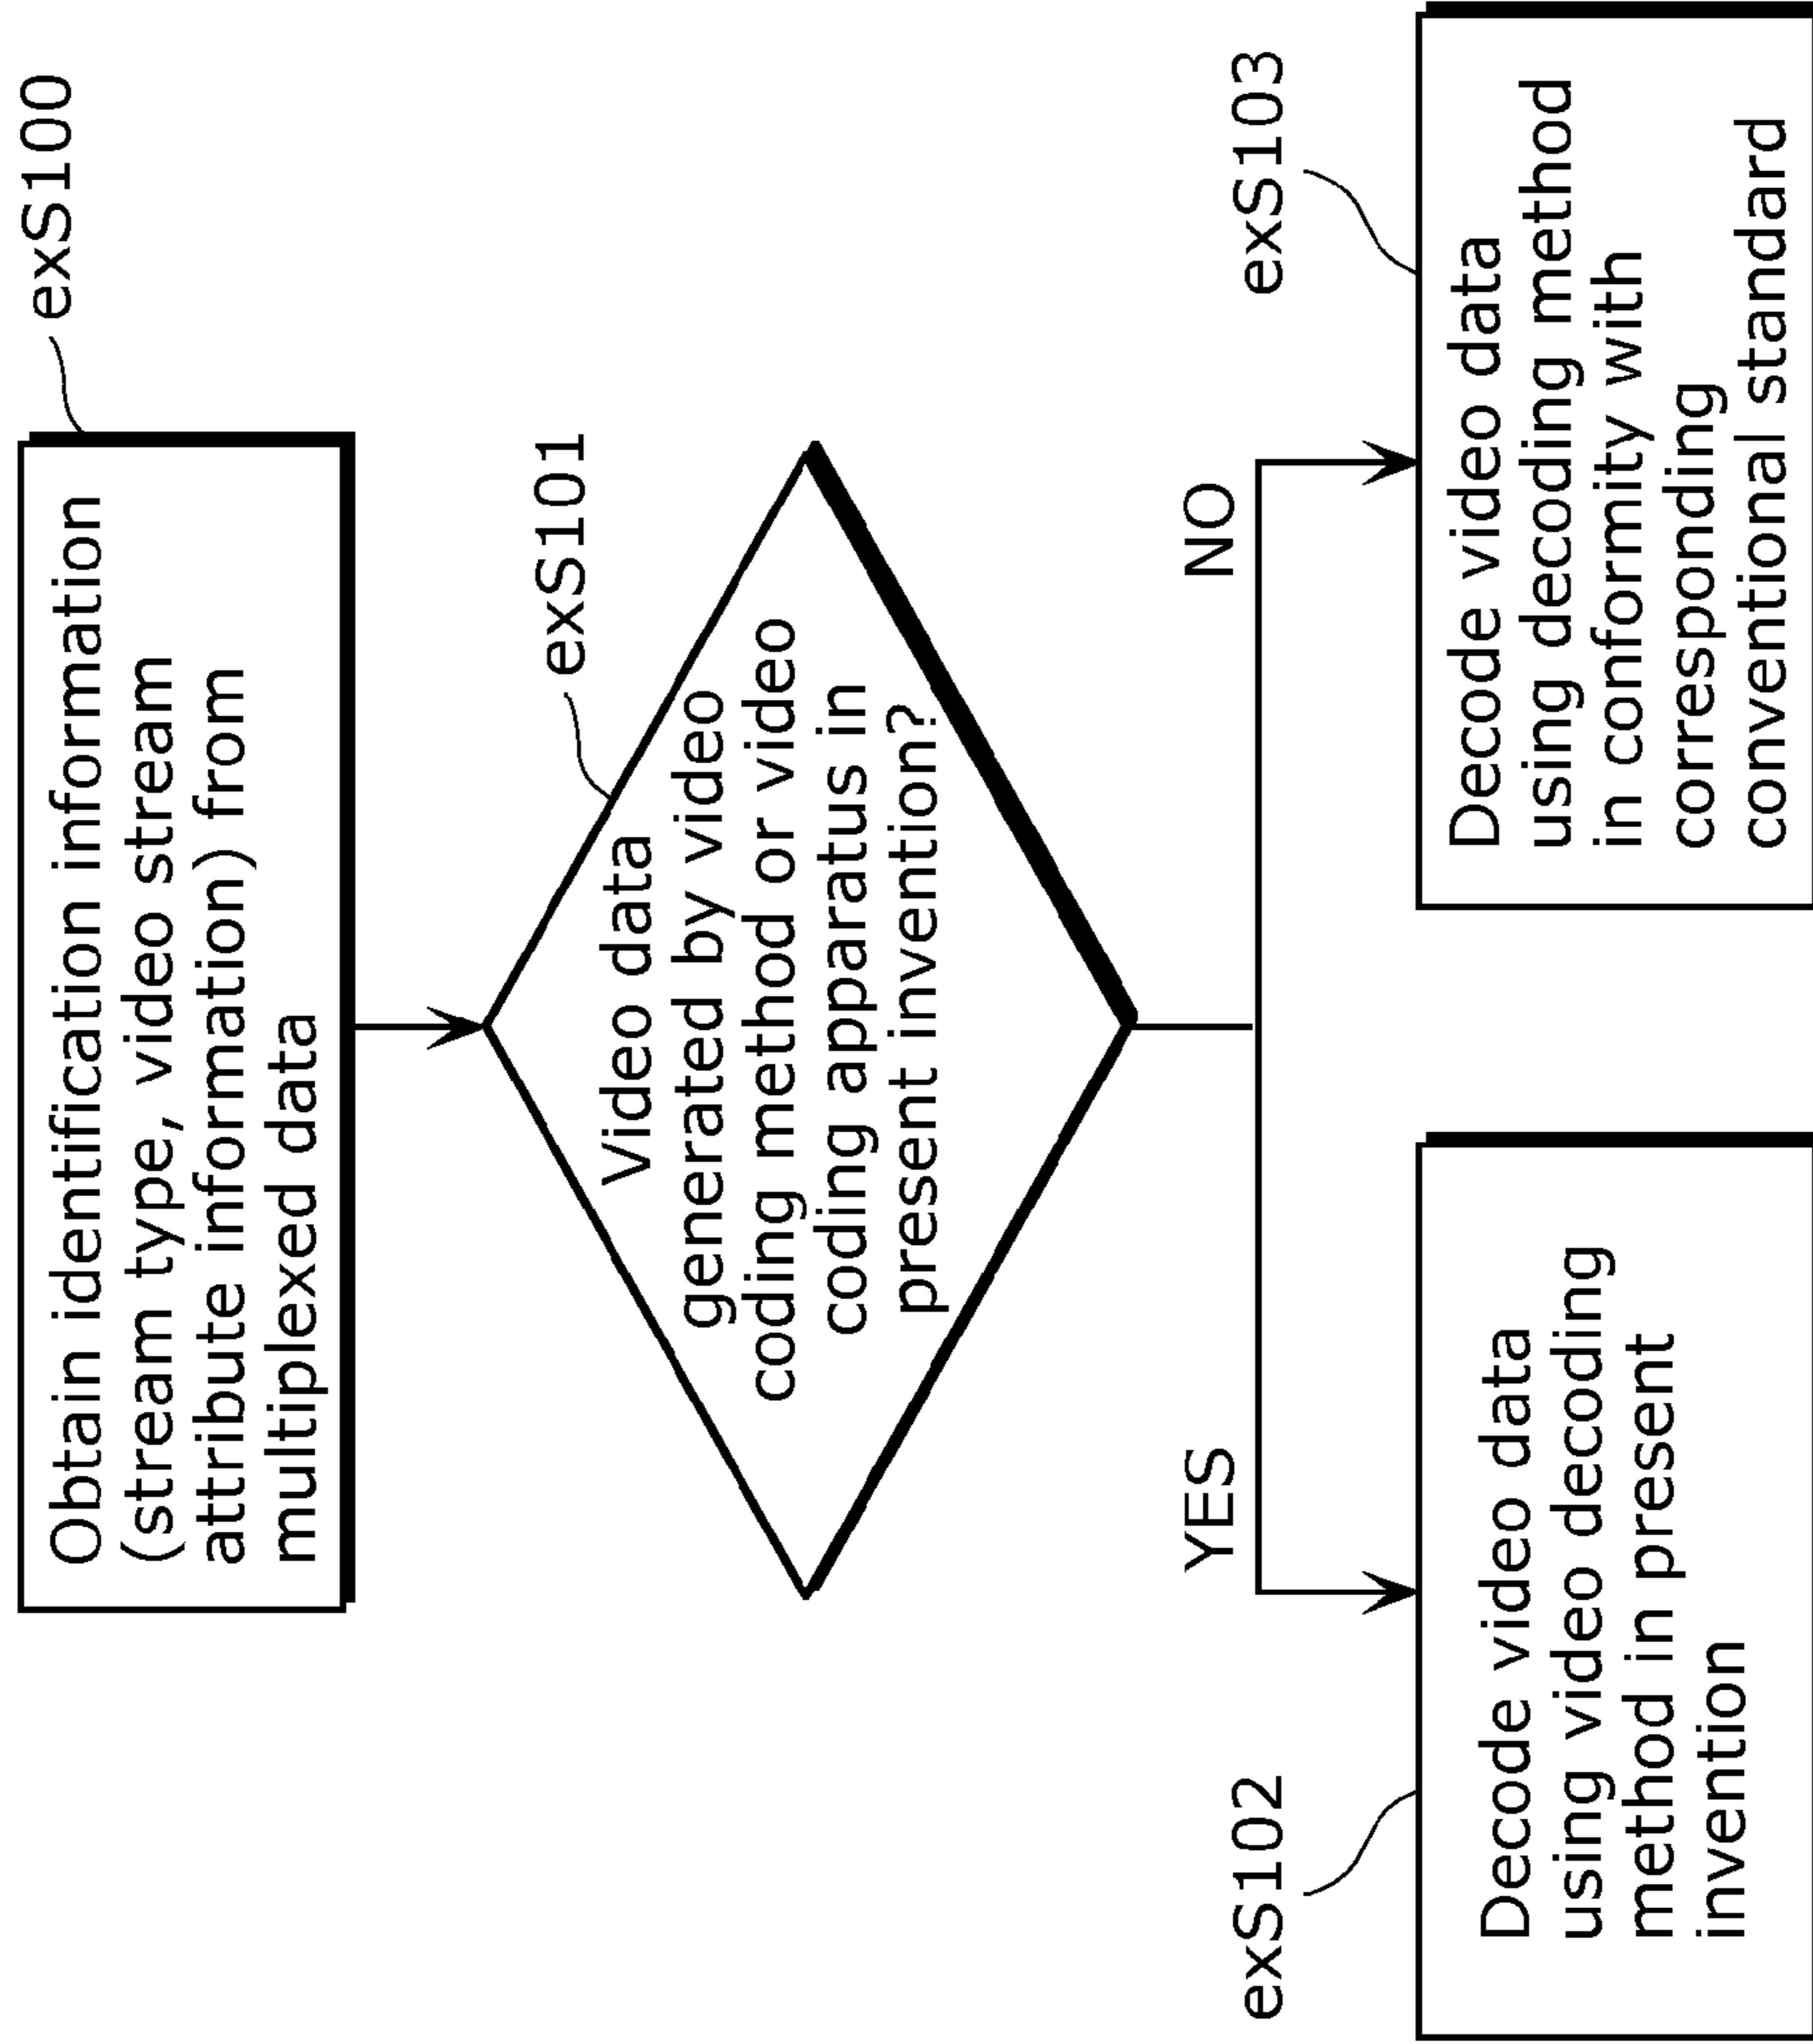 exS100
Obtain identification information
(stream type, video stream
attribute information) from
multiplexed data
exS101
Video data
generated by video
coding method or video
coding apparatus in
present invention?
YES
NO
exS102
exS103
Decode video data
using video decoding
method in present
invention
Decode video data
using decoding method
in conformity with
corresponding
conventional standard